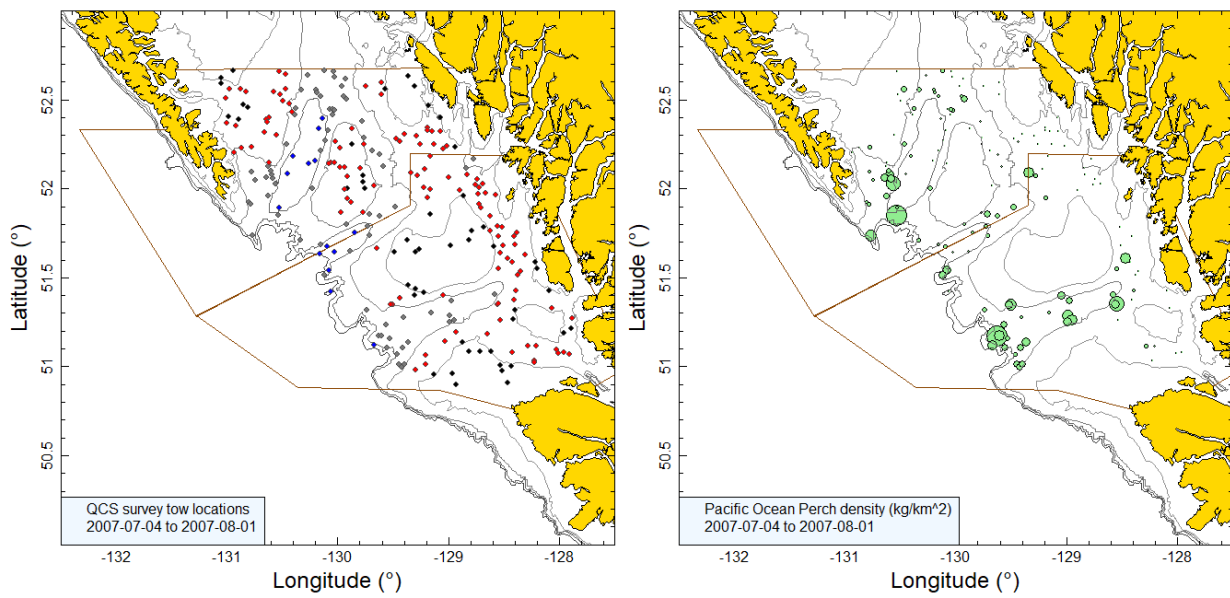 52.5
52
51.5
51
50.5
Latitude (°)
QCS survey tow locations
2007-07-04 to 2007-08-01
-132 -131 -130 -129 -128
Longitude (°)
52.5
52
51.5
51
50.5
Latitude (°)
Pacific Ocean Perch density (kg/km^2)
2007-07-04 to 2007-08-01
-132 -131 -130 -129 -128
Longitude (°)